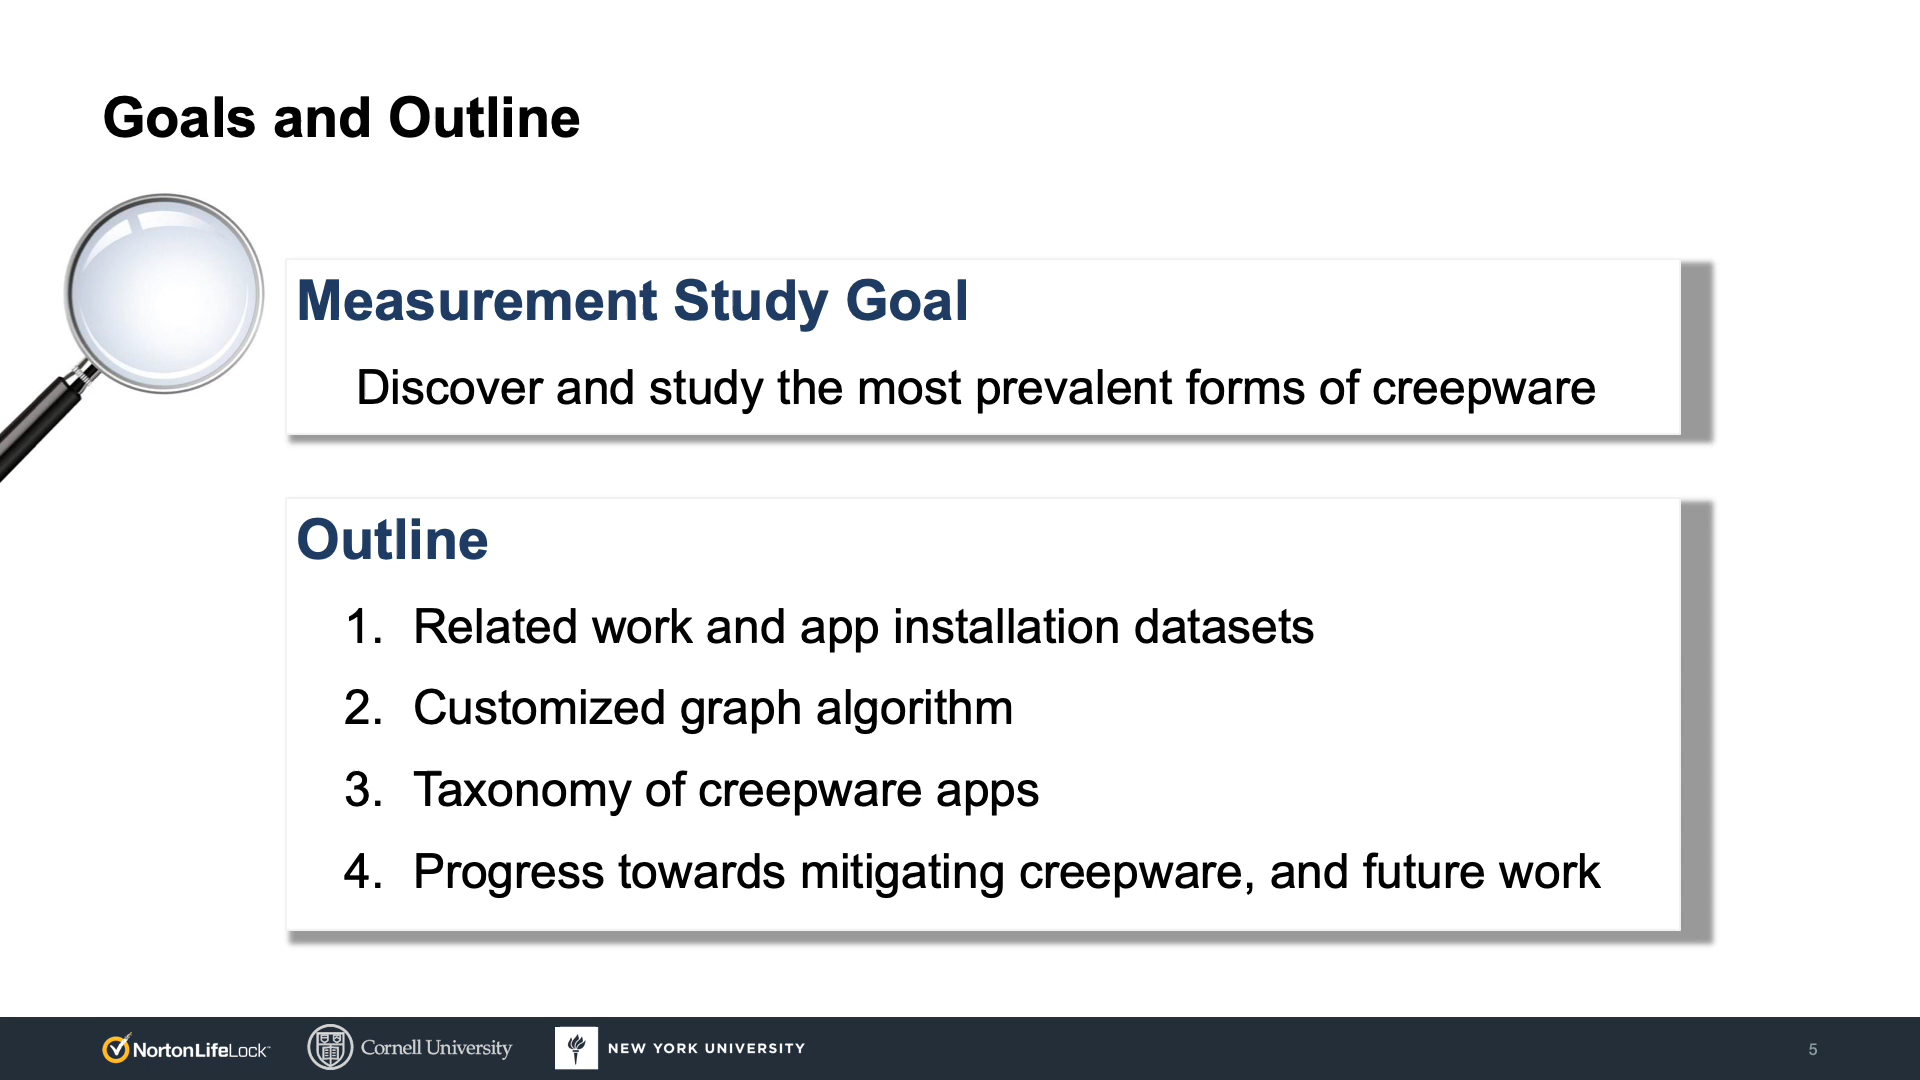 Goals and Outline
Measurement Study Goal
Discover and study the most prevalent forms of creepware
Outline
1. Related work and app installation datasets
2. Customized graph algorithm
3. Taxonomy of creepware apps
4. Progress towards mitigating creepware, and future work
NortonLifeLock
Cornell University
NEW YORK UNIVERSITY
5